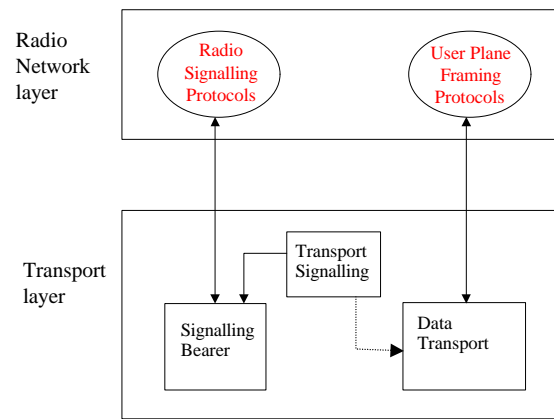 Radio
Network
layer
Radio
Signalling
Protocols
User Plane
Framing
Protocols
Transport
layer
Transport
Signalling
Signalling
Bearer
Data
Transport